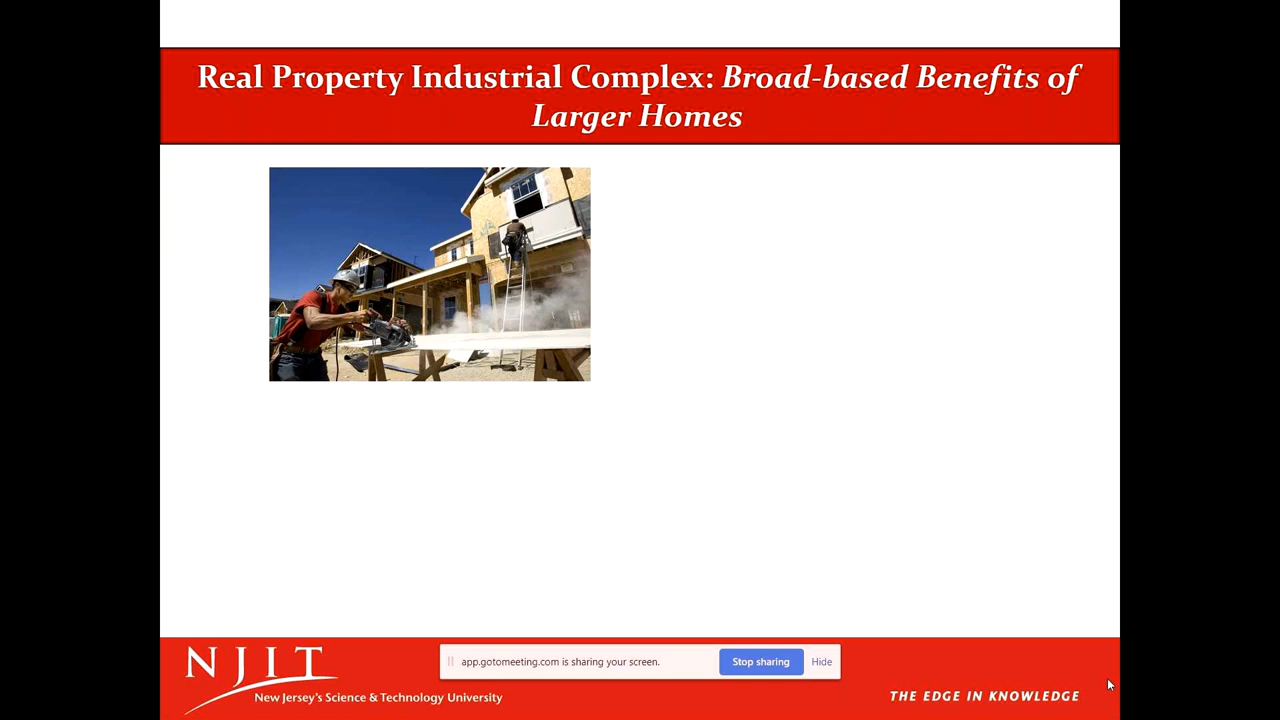 Real Property Industrial Complex: Broad-based Benefits of
Larger Homes
NJIT
New Jersey's Science & Technology University
app.gotomeeting.com is sharing your screen.
Stop sharing
Hide
THE EDGE IN KNOWLEDGE